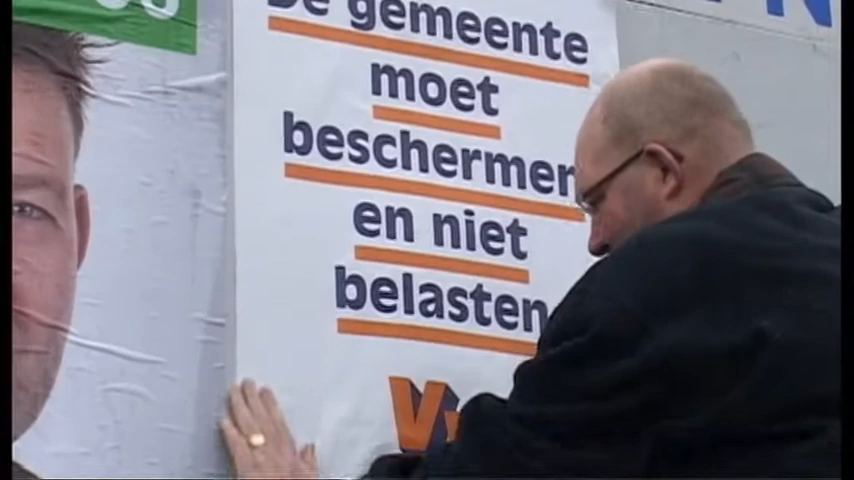 De gemeente
moet
beschermen
en niet
belasten